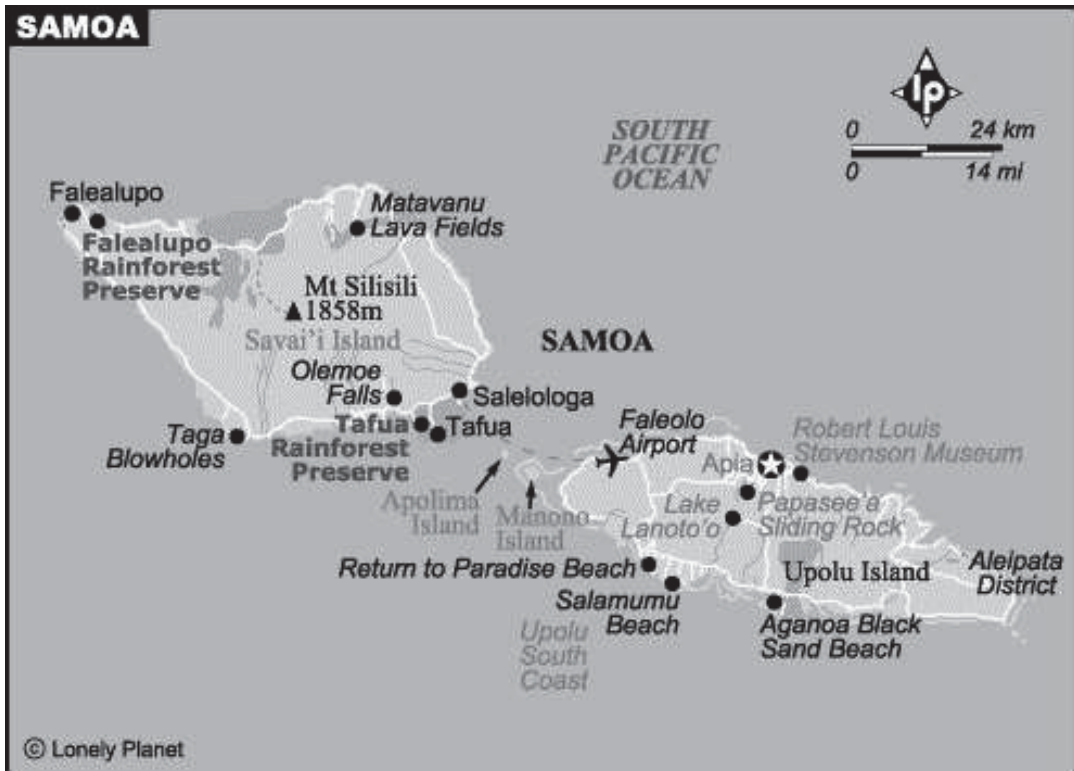 SAMOA
lp
0 24 km
0 14 mi
SOUTH
PACIFIC
OCEAN
Falealupo
Falealupo
Rainforest
Preserve
Matavanu
Lava Fields
Mt Silisili
1858m
Savai'i Island
SAMOA
Olemoe
Falls
Salelologa
Tafua
Rainforest
Preserve
Tafua
Taga
Blowholes
Faleolo
Airport
Apia
Robert Louis
Stevenson Museum
Apolima
Island
Manono
Island
Lake
Lanoto'o
Papasee'a
Sliding Rock
Return to Paradise Beach
Upolu Island
Aleipata
District
Salamumu
Beach
Aganoa Black
Sand Beach
Upolu
South
Coast
© Lonely Planet